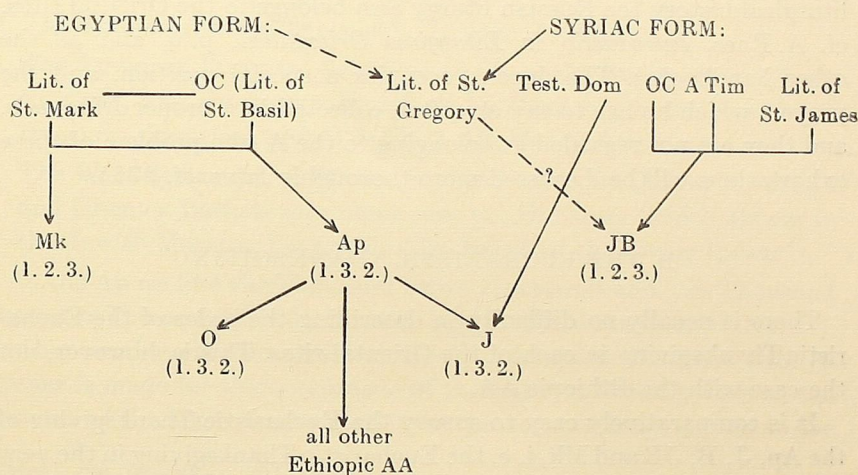 EGYPTIAN FORM: SYRIAC FORM:
Lit. of OC (Lit. of Lit. of St. Test. Dom OC A Tim Lit. of
St. Mark St. Basil) Gregory St. James
?
Mk Ap JB
(1. 2. 3.) (1. 3. 2.) (1. 2. 3.)
O J
(1. 3. 2.) (1. 3. 2.)
all other
Ethiopic AA